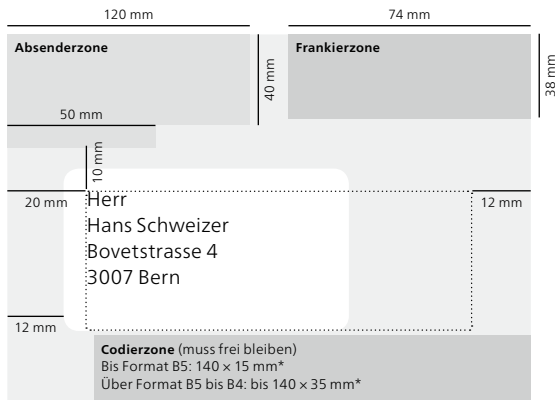 120 mm
74 mm
Absenderzone
Frankierzone
40 mm
38 mm
50 mm
10 mm
20 mm
12 mm
Herr
Hans Schweizer
Bovetstrasse 4
3007 Bern
12 mm
Codierzone (muss frei bleiben)
Bis Format B5: 140 × 15 mm*
Über Format B5 bis B4: bis 140 × 35 mm*